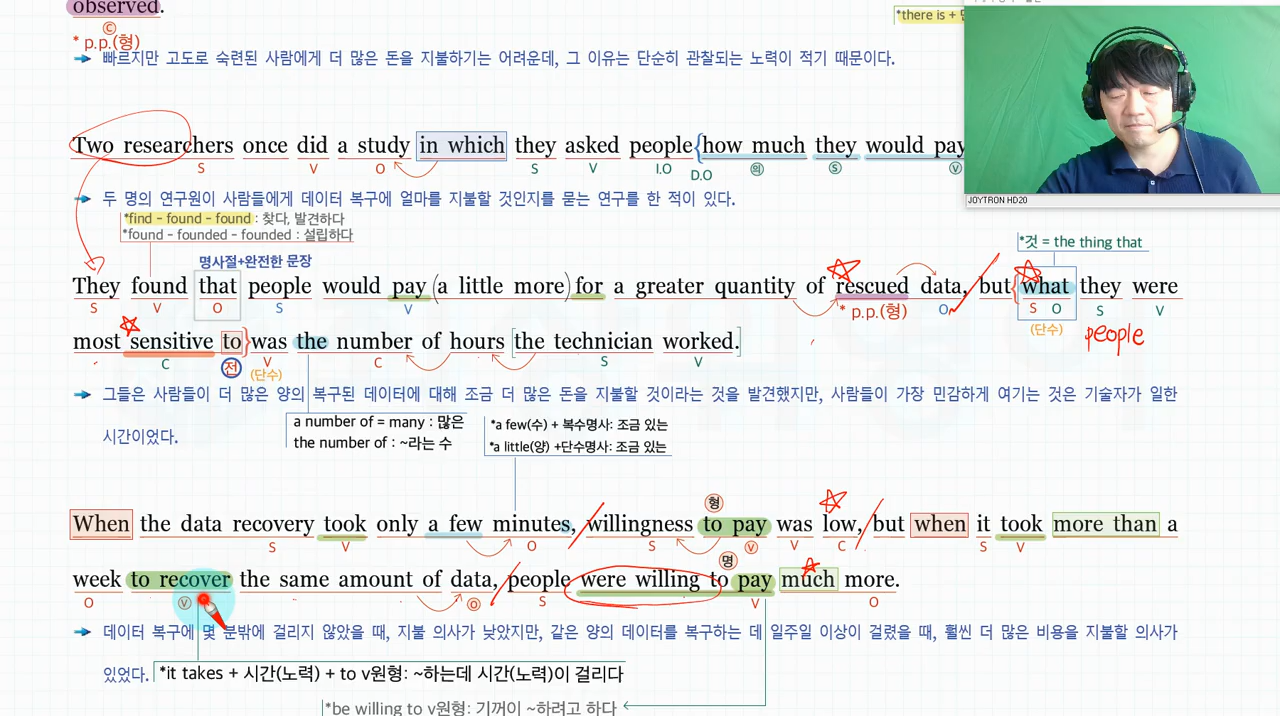 observed.
ⓒ
*there is +
* p.p.(형)
빠르지만 고도로 숙련된 사람에게 더 많은 돈을 지불하기는 어려운데, 그 이유는 단순히 관찰되는 노력이 적기 때문이다.
Two researchers once did a study in which they asked people{how much they would pay
S V O S V I.O D.O 의 ⓢ ⓥ
두 명의 연구원이 사람들에게 데이터 복구에 얼마를 지불할 것인지를 묻는 연구를 한 적이 있다.
JOYTRON HD20
*find - found - found : 찾다, 발견하다
*found - founded - founded : 설립하다
*것 = the thing that
명사절+완전한 문장
They found that people would pay (a little more) for a greater quantity of rescued data, but{what they were
S V O S V * p.p.(형) O S O S V
(단수) people
most sensitive to}was the number of hours [the technician worked.]
C 전 V C S V
(단수)
그들은 사람들이 더 많은 양의 복구된 데이터에 대해 조금 더 많은 돈을 지불할 것이라는 것을 발견했지만, 사람들이 가장 민감하게 여기는 것은 기술자가 일한
시간이었다.
a number of = many : 많은
the number of : ~라는 수
*a few(수) + 복수명사: 조금 있는
*a little(양) +단수명사: 조금 있는
형
When the data recovery took only a few minutes, willingness to pay was low, but when it took more than a
S V O S ⓥ V C S V
명
week to recover the same amount of data, people were willing to pay much more.
O ⓥ ⓞ S V O
데이터 복구에 몇 분밖에 걸리지 않았을 때, 지불 의사가 낮았지만, 같은 양의 데이터를 복구하는 데 일주일 이상이 걸렸을 때, 훨씬 더 많은 비용을 지불할 의사가
있었다.
*it takes + 시간(노력) + to v원형: ~하는데 시간(노력)이 걸리다
*be willing to v원형: 기꺼이 ~하려고 하다